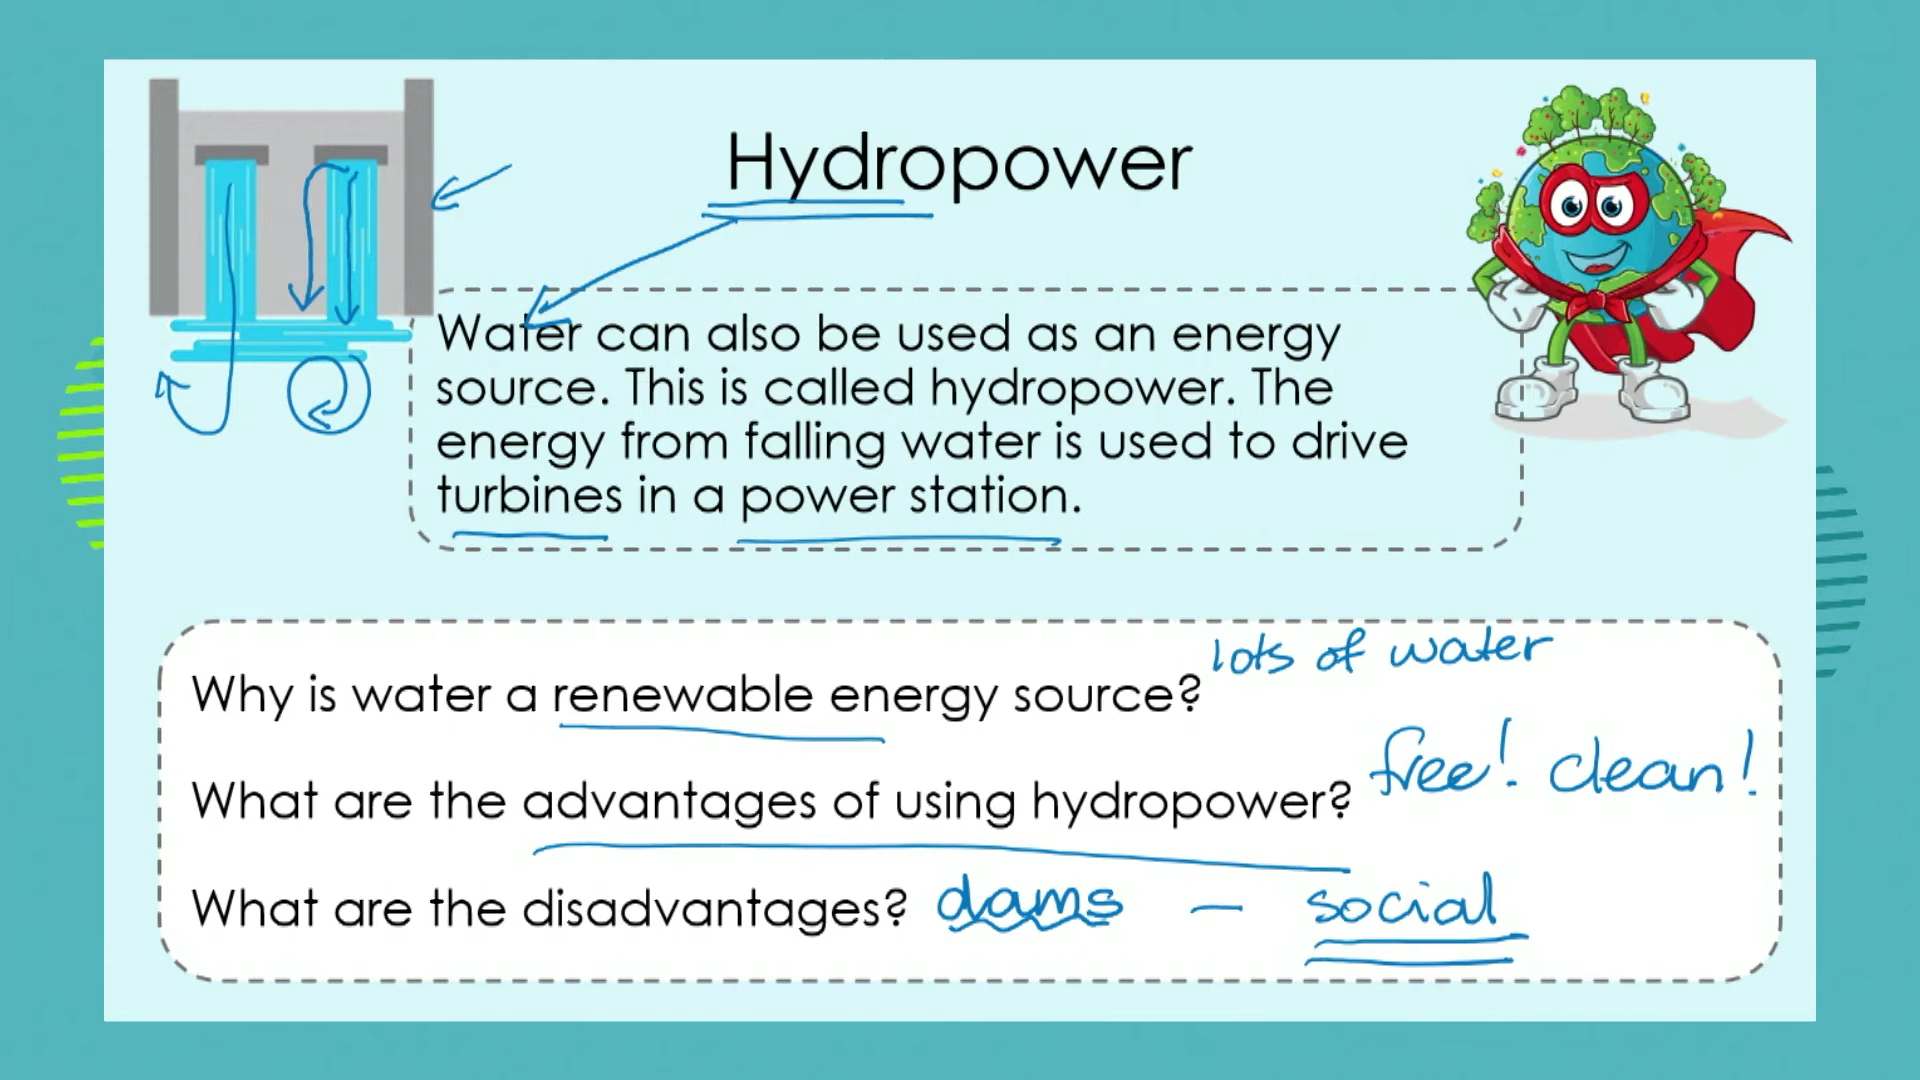 Hydropower
Water can also be used as an energy
source. This is called hydropower. The
energy from falling water is used to drive
turbines in a power station.
lots of water
Why is water a renewable energy source?
free! clean!
What are the advantages of using hydropower?
What are the disadvantages? dams – social